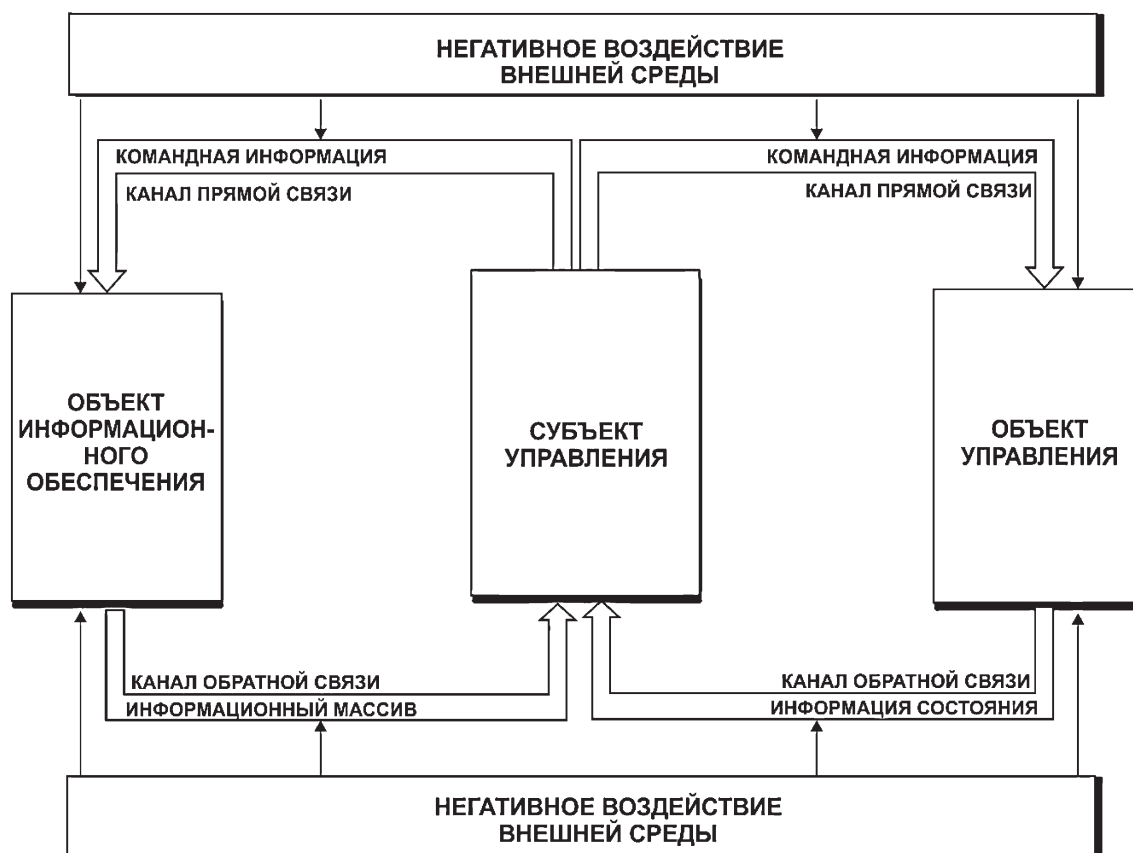 НЕГАТИВНОЕ ВОЗДЕЙСТВИЕ
ВНЕШНЕЙ СРЕДЫ
КОМАНДНАЯ ИНФОРМАЦИЯ
КАНАЛ ПРЯМОЙ СВЯЗИ
КОМАНДНАЯ ИНФОРМАЦИЯ
КАНАЛ ПРЯМОЙ СВЯЗИ
ОБЪЕКТ
ИНФОРМАЦИОН-
НОГО
ОБЕСПЕЧЕНИЯ
СУБЪЕКТ
УПРАВЛЕНИЯ
ОБЪЕКТ
УПРАВЛЕНИЯ
КАНАЛ ОБРАТНОЙ СВЯЗИ
ИНФОРМАЦИОННЫЙ МАССИВ
КАНАЛ ОБРАТНОЙ СВЯЗИ
ИНФОРМАЦИЯ СОСТОЯНИЯ
НЕГАТИВНОЕ ВОЗДЕЙСТВИЕ
ВНЕШНЕЙ СРЕДЫ